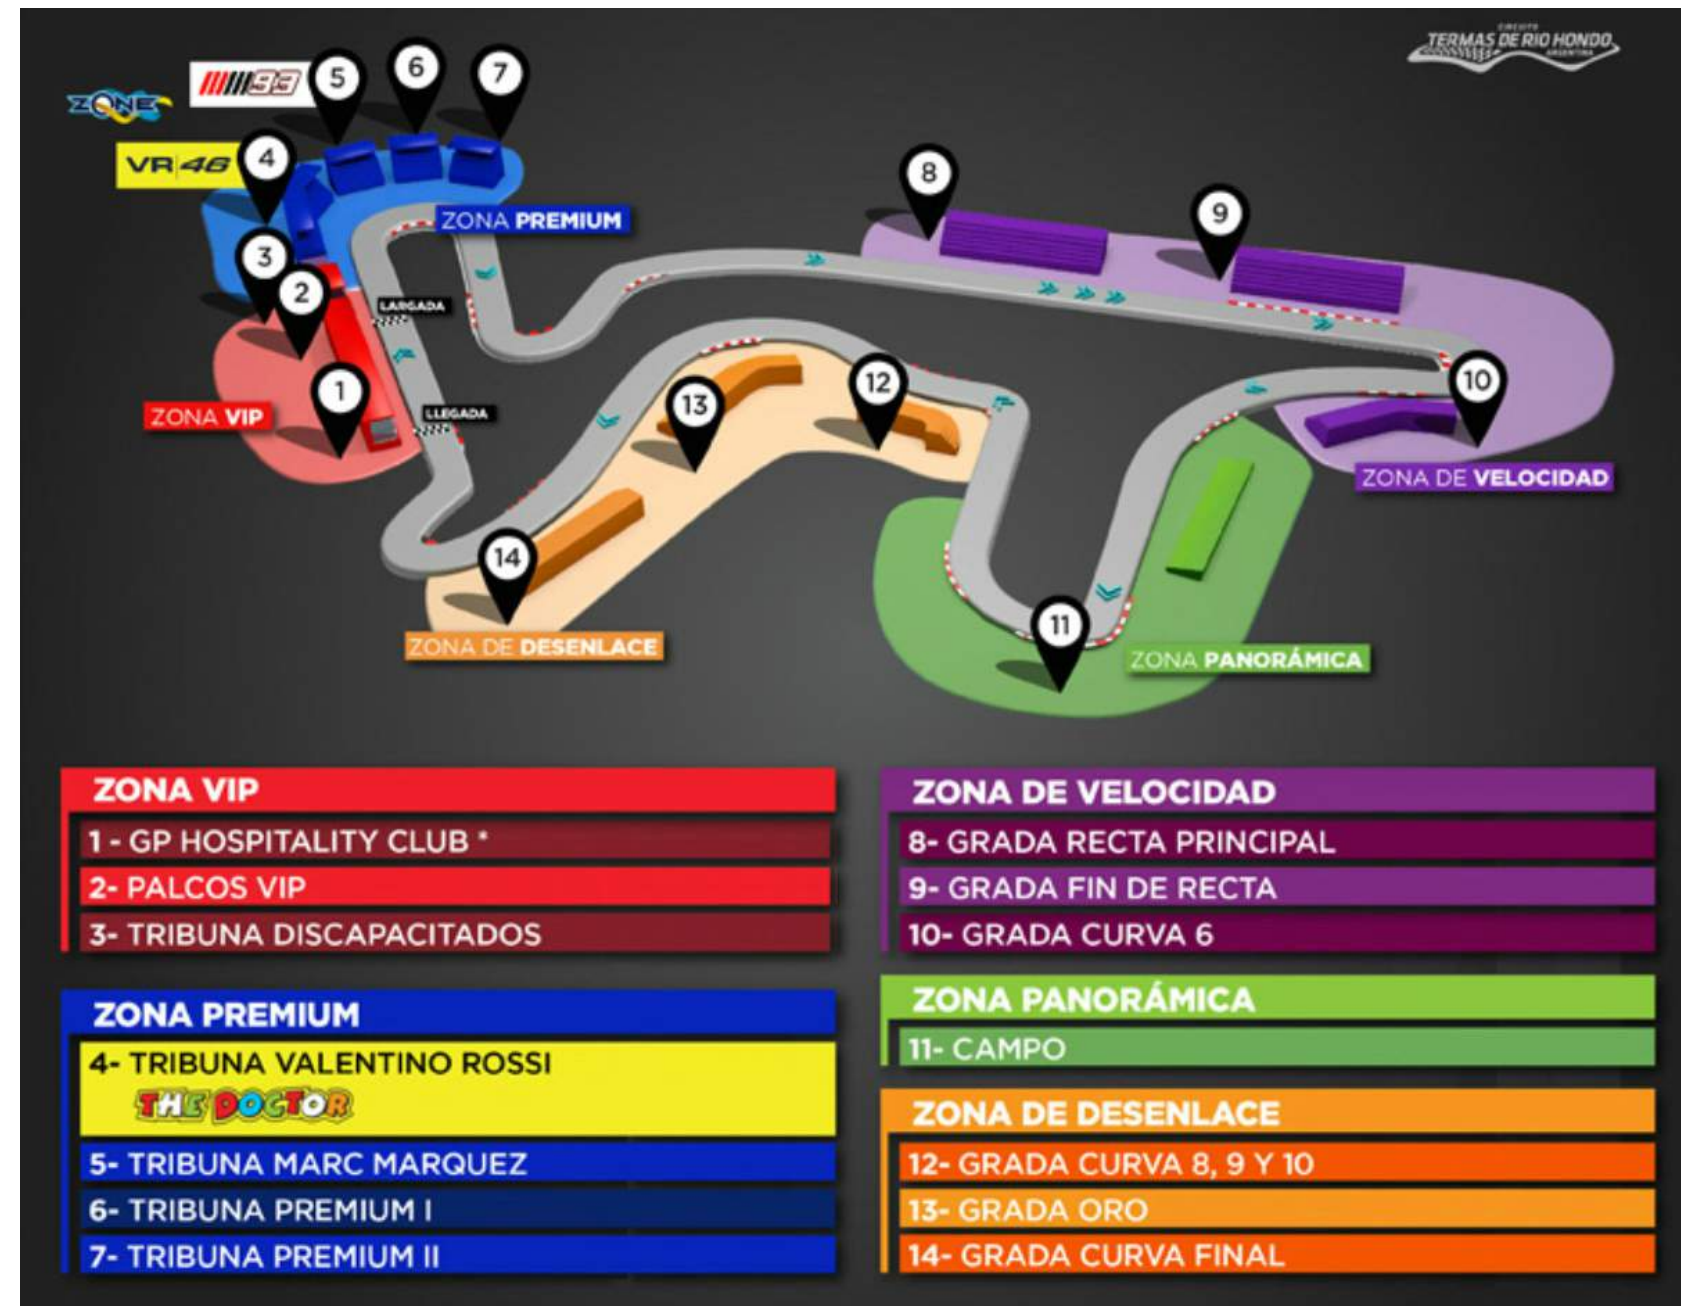 CIRCUITO
TERMAS DE RIO HONDO
ARGENTINA
93
ZONE
VR|46
5
6
7
4
3
2
1
8
9
10
11
12
13
14
ZONA PREMIUM
LARGADA
LLEGADA
ZONA VIP
ZONA DE VELOCIDAD
ZONA DE DESENLACE
ZONA PANORÁMICA
ZONA VIP
1 - GP HOSPITALITY CLUB *
2- PALCOS VIP
3- TRIBUNA DISCAPACITADOS
ZONA PREMIUM
4- TRIBUNA VALENTINO ROSSI
THE DOCTOR
5- TRIBUNA MARC MARQUEZ
6- TRIBUNA PREMIUM I
7- TRIBUNA PREMIUM II
ZONA DE VELOCIDAD
8- GRADA RECTA PRINCIPAL
9- GRADA FIN DE RECTA
10- GRADA CURVA 6
ZONA PANORÁMICA
11- CAMPO
ZONA DE DESENLACE
12- GRADA CURVA 8, 9 Y 10
13- GRADA ORO
14- GRADA CURVA FINAL